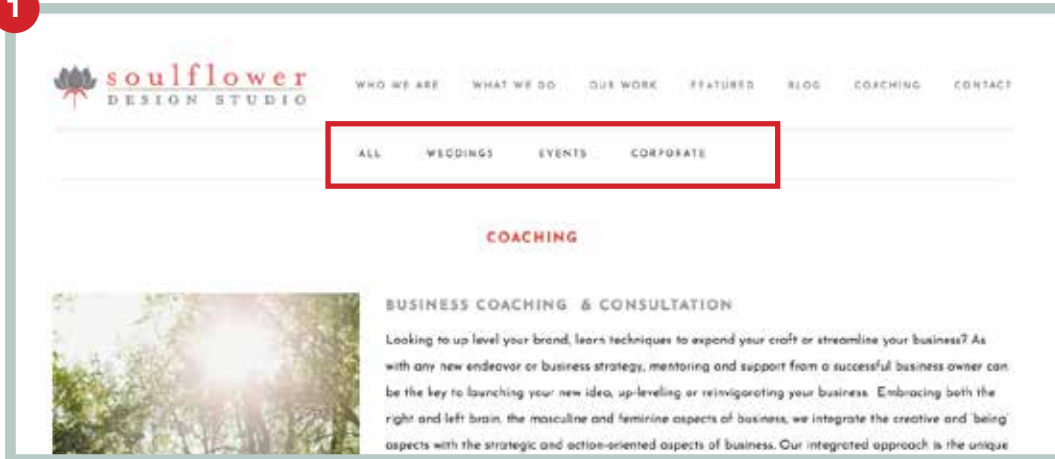 1
soulflower
DESIGN STUDIO
WHO WE ARE WHAT WE DO OUR WORK FEATURED BLOG COACHING CONTACT
ALL WEDDINGS EVENTS CORPORATE
COACHING
BUSINESS COACHING & CONSULTATION
Looking to up level your brand, learn techniques to expand your craft or streamline your business? As
with any new endeavor or business strategy, mentoring and support from a successful business owner can
be the key to launching your new idea, up-leveling or reinvigorating your business. Embracing both the
right and left brain, the masculine and feminine aspects of business, we integrate the creative and 'being'
aspects with the strategic and action-oriented aspects of business. Our integrated approach is the unique